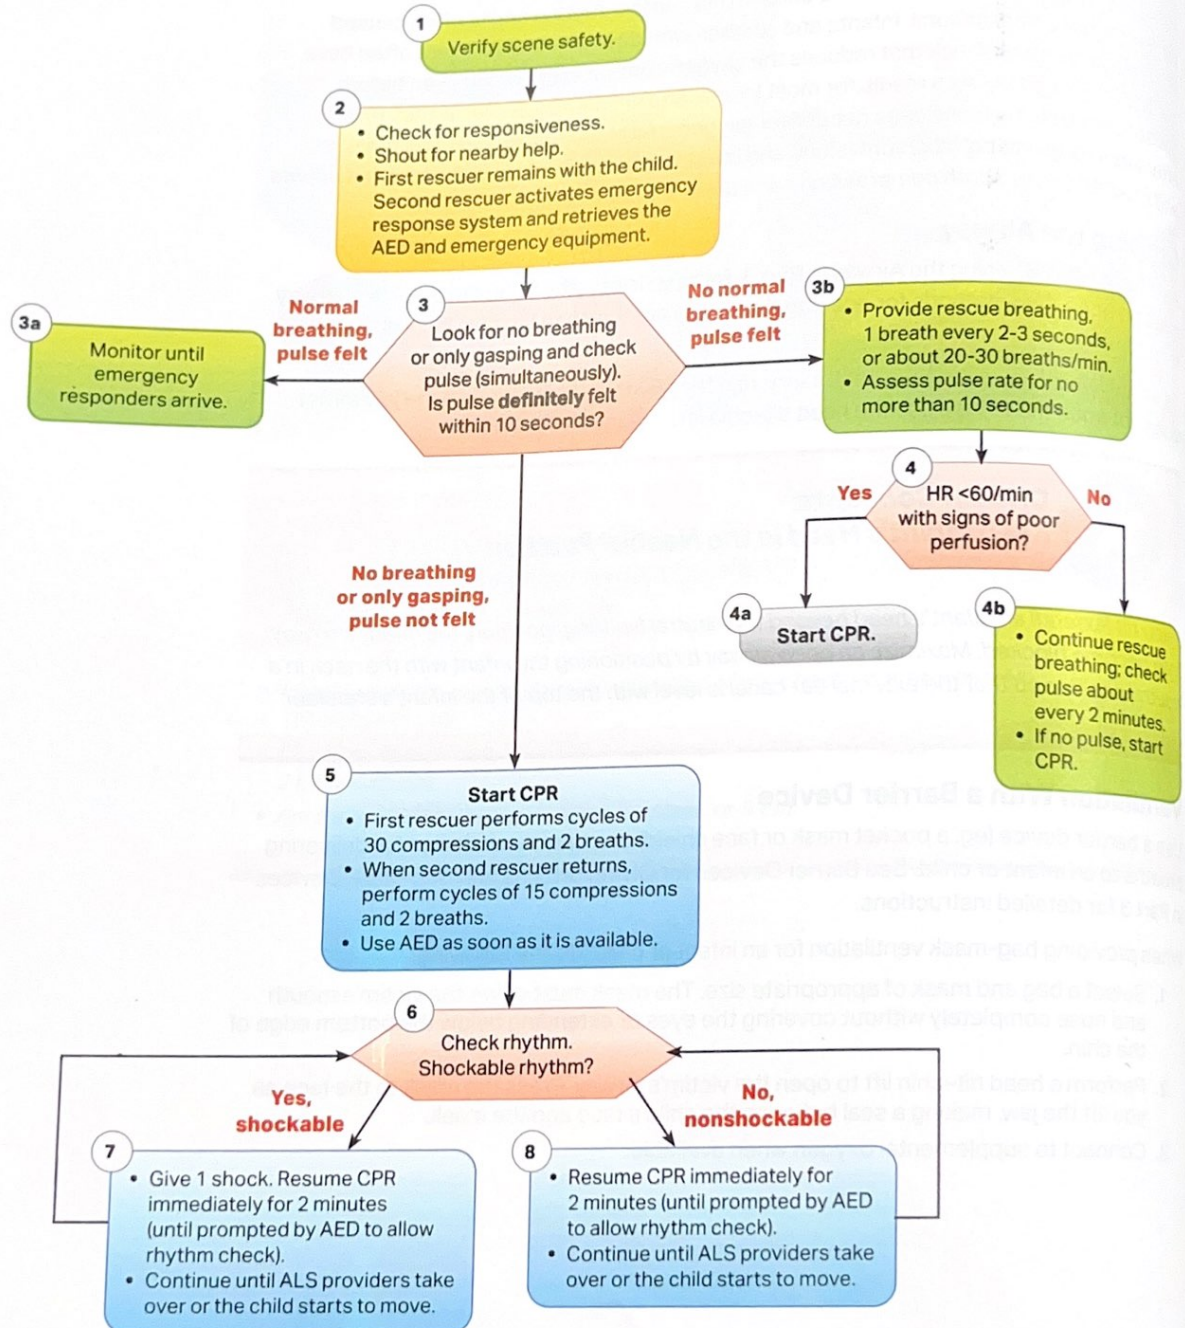 1
Verify scene safety.
2
• Check for responsiveness.
• Shout for nearby help.
• First rescuer remains with the child.
Second rescuer activates emergency
response system and retrieves the
AED and emergency equipment.
3
Look for no breathing
or only gasping and check
pulse (simultaneously).
Is pulse definitely felt
within 10 seconds?
Normal
breathing,
pulse felt
3a
Monitor until
emergency
responders arrive.
No normal
breathing,
pulse felt
3b
• Provide rescue breathing,
1 breath every 2-3 seconds,
or about 20-30 breaths/min.
• Assess pulse rate for no
more than 10 seconds.
4
HR <60/min
with signs of poor
perfusion?
Yes
No
4a
Start CPR.
4b
• Continue rescue
breathing; check
pulse about
every 2 minutes.
• If no pulse, start
CPR.
No breathing
or only gasping,
pulse not felt
5
Start CPR
• First rescuer performs cycles of
30 compressions and 2 breaths.
• When second rescuer returns,
perform cycles of 15 compressions
and 2 breaths.
• Use AED as soon as it is available.
6
Check rhythm.
Shockable rhythm?
Yes,
shockable
No,
nonshockable
7
• Give 1 shock. Resume CPR
immediately for 2 minutes
(until prompted by AED to allow
rhythm check).
• Continue until ALS providers take
over or the child starts to move.
8
• Resume CPR immediately for
2 minutes (until prompted by AED
to allow rhythm check).
• Continue until ALS providers take
over or the child starts to move.